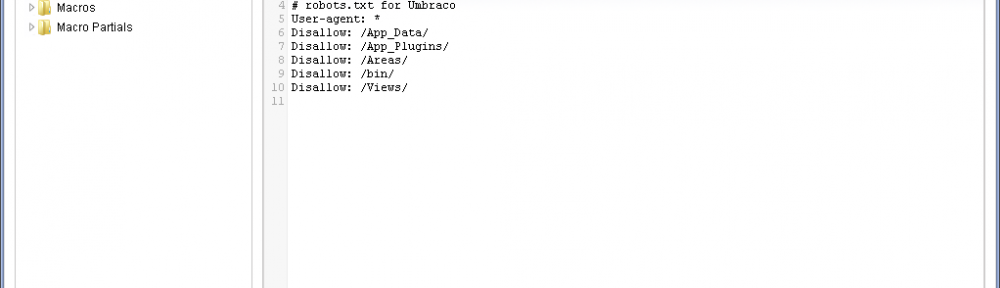 Macros
Macro Partials
4 # robots.txt for Umbraco
5 User-agent: *
6 Disallow: /App_Data/
7 Disallow: /App_Plugins/
8 Disallow: /Areas/
9 Disallow: /bin/
10 Disallow: /Views/
11